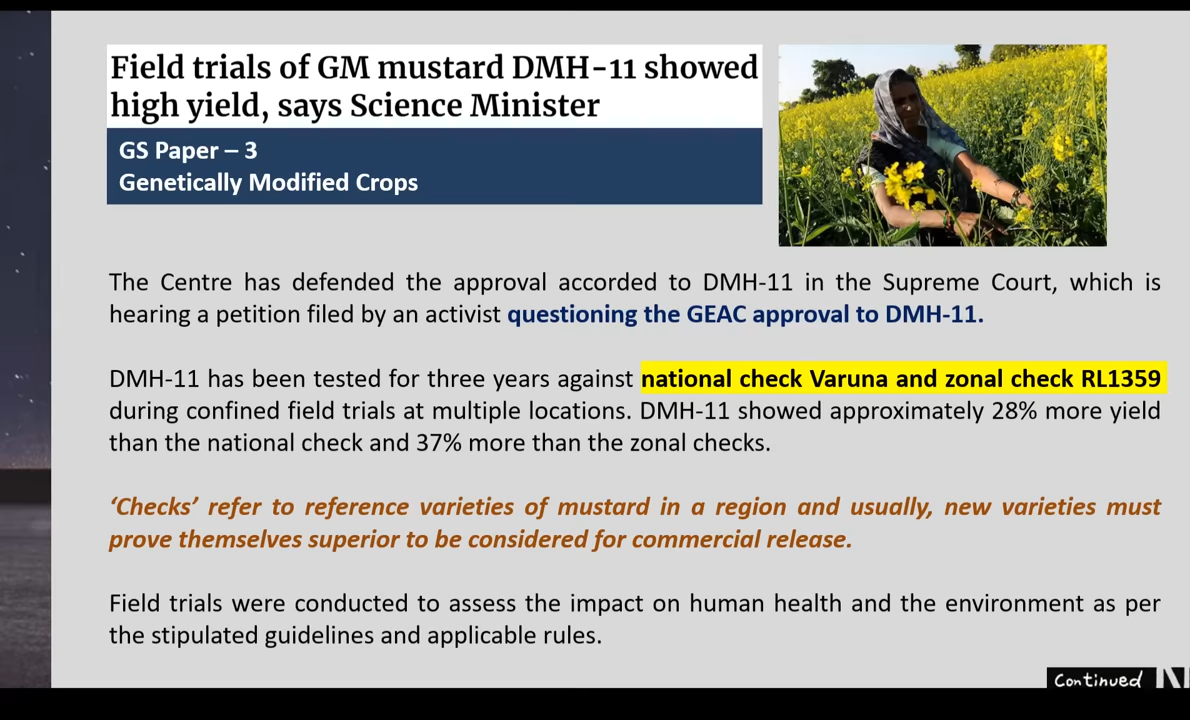 Field trials of GM mustard DMH-11 showed
high yield, says Science Minister
GS Paper – 3
Genetically Modified Crops
The Centre has defended the approval accorded to DMH-11 in the Supreme Court, which is
hearing a petition filed by an activist questioning the GEAC approval to DMH-11.
DMH-11 has been tested for three years against national check Varuna and zonal check RL1359
during confined field trials at multiple locations. DMH-11 showed approximately 28% more yield
than the national check and 37% more than the zonal checks.
‘Checks’ refer to reference varieties of mustard in a region and usually, new varieties must
prove themselves superior to be considered for commercial release.
Field trials were conducted to assess the impact on human health and the environment as per
the stipulated guidelines and applicable rules.
Continued